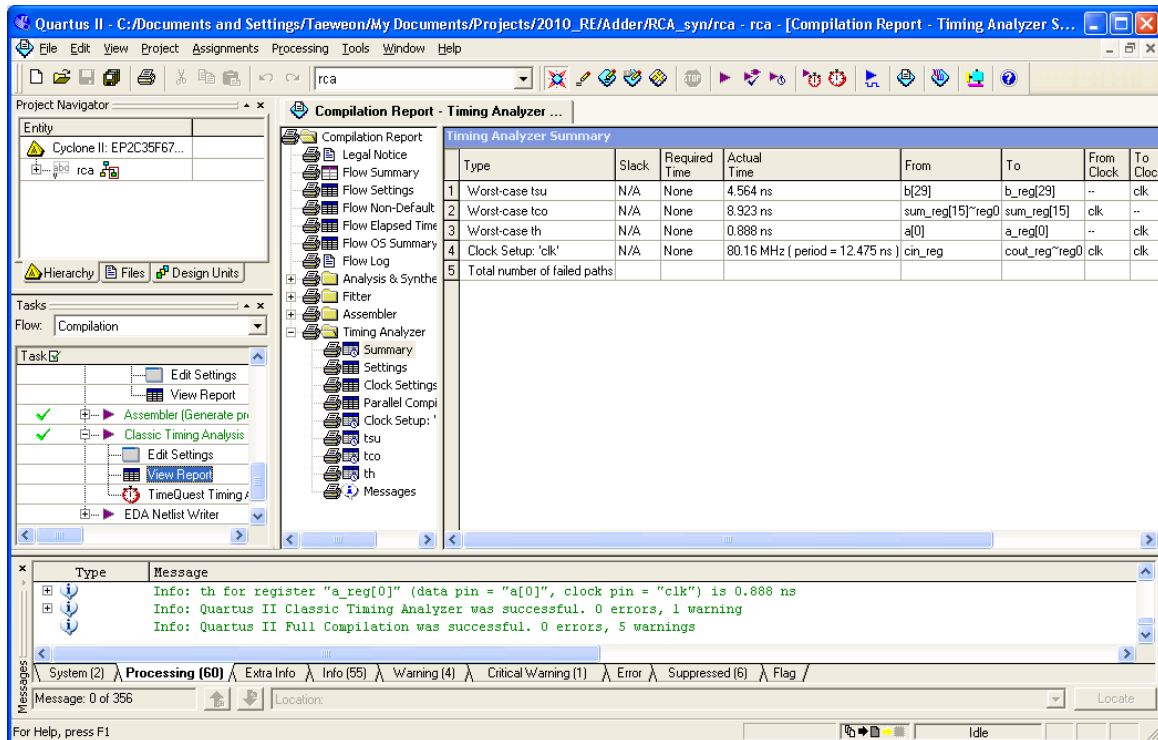 Quartus II - C:/Documents and Settings/Taeweon/My Documents/Projects/2010_RE/Adder/RCA_syn/rca - rca - [Compilation Report - Timing Analyzer S...
File Edit View Project Assignments Processing Tools Window Help
rca
STOP
Project Navigator
Entity
Cyclone II: EP2C35F67...
abd rca
Hierarchy Files Design Units
Tasks
Flow: Compilation
Task
Edit Settings
View Report
Assembler (Generate pr
Classic Timing Analysis
Edit Settings
View Report
TimeQuest Timing
EDA Netlist Writer
Compilation Report - Timing Analyzer ...
Compilation Report
Legal Notice
Flow Summary
Flow Settings
Flow Non-Default
Flow Elapsed Time
Flow OS Summary
Flow Log
Analysis & Synthe
Fitter
Assembler
Timing Analyzer
Summary
Settings
Clock Settings
Parallel Compi
Clock Setup: '
tsu
tco
th
Messages
Timing Analyzer Summary
Type Slack Required Time Actual Time From To From Clock To Cloc
1 Worst-case tsu N/A None 4.564 ns b[29] b_reg[29] -- clk
2 Worst-case tco N/A None 8.923 ns sum_reg[15]~reg0 sum_reg[15] clk --
3 Worst-case th N/A None 0.888 ns a[0] a_reg[0] -- clk
4 Clock Setup: 'clk' N/A None 80.16 MHz ( period = 12.475 ns ) cin_reg cout_reg~reg0 clk clk
5 Total number of failed paths
Type Message
Info: th for register "a_reg[0]" (data pin = "a[0]", clock pin = "clk") is 0.888 ns
Info: Quartus II Classic Timing Analyzer was successful. 0 errors, 1 warning
Info: Quartus II Full Compilation was successful. 0 errors, 5 warnings
System (2) Processing (60) Extra Info Info (55) Warning (4) Critical Warning (1) Error Suppressed (6) Flag
Messages
Message: 0 of 356 Location: Locate
For Help, press F1 Idle